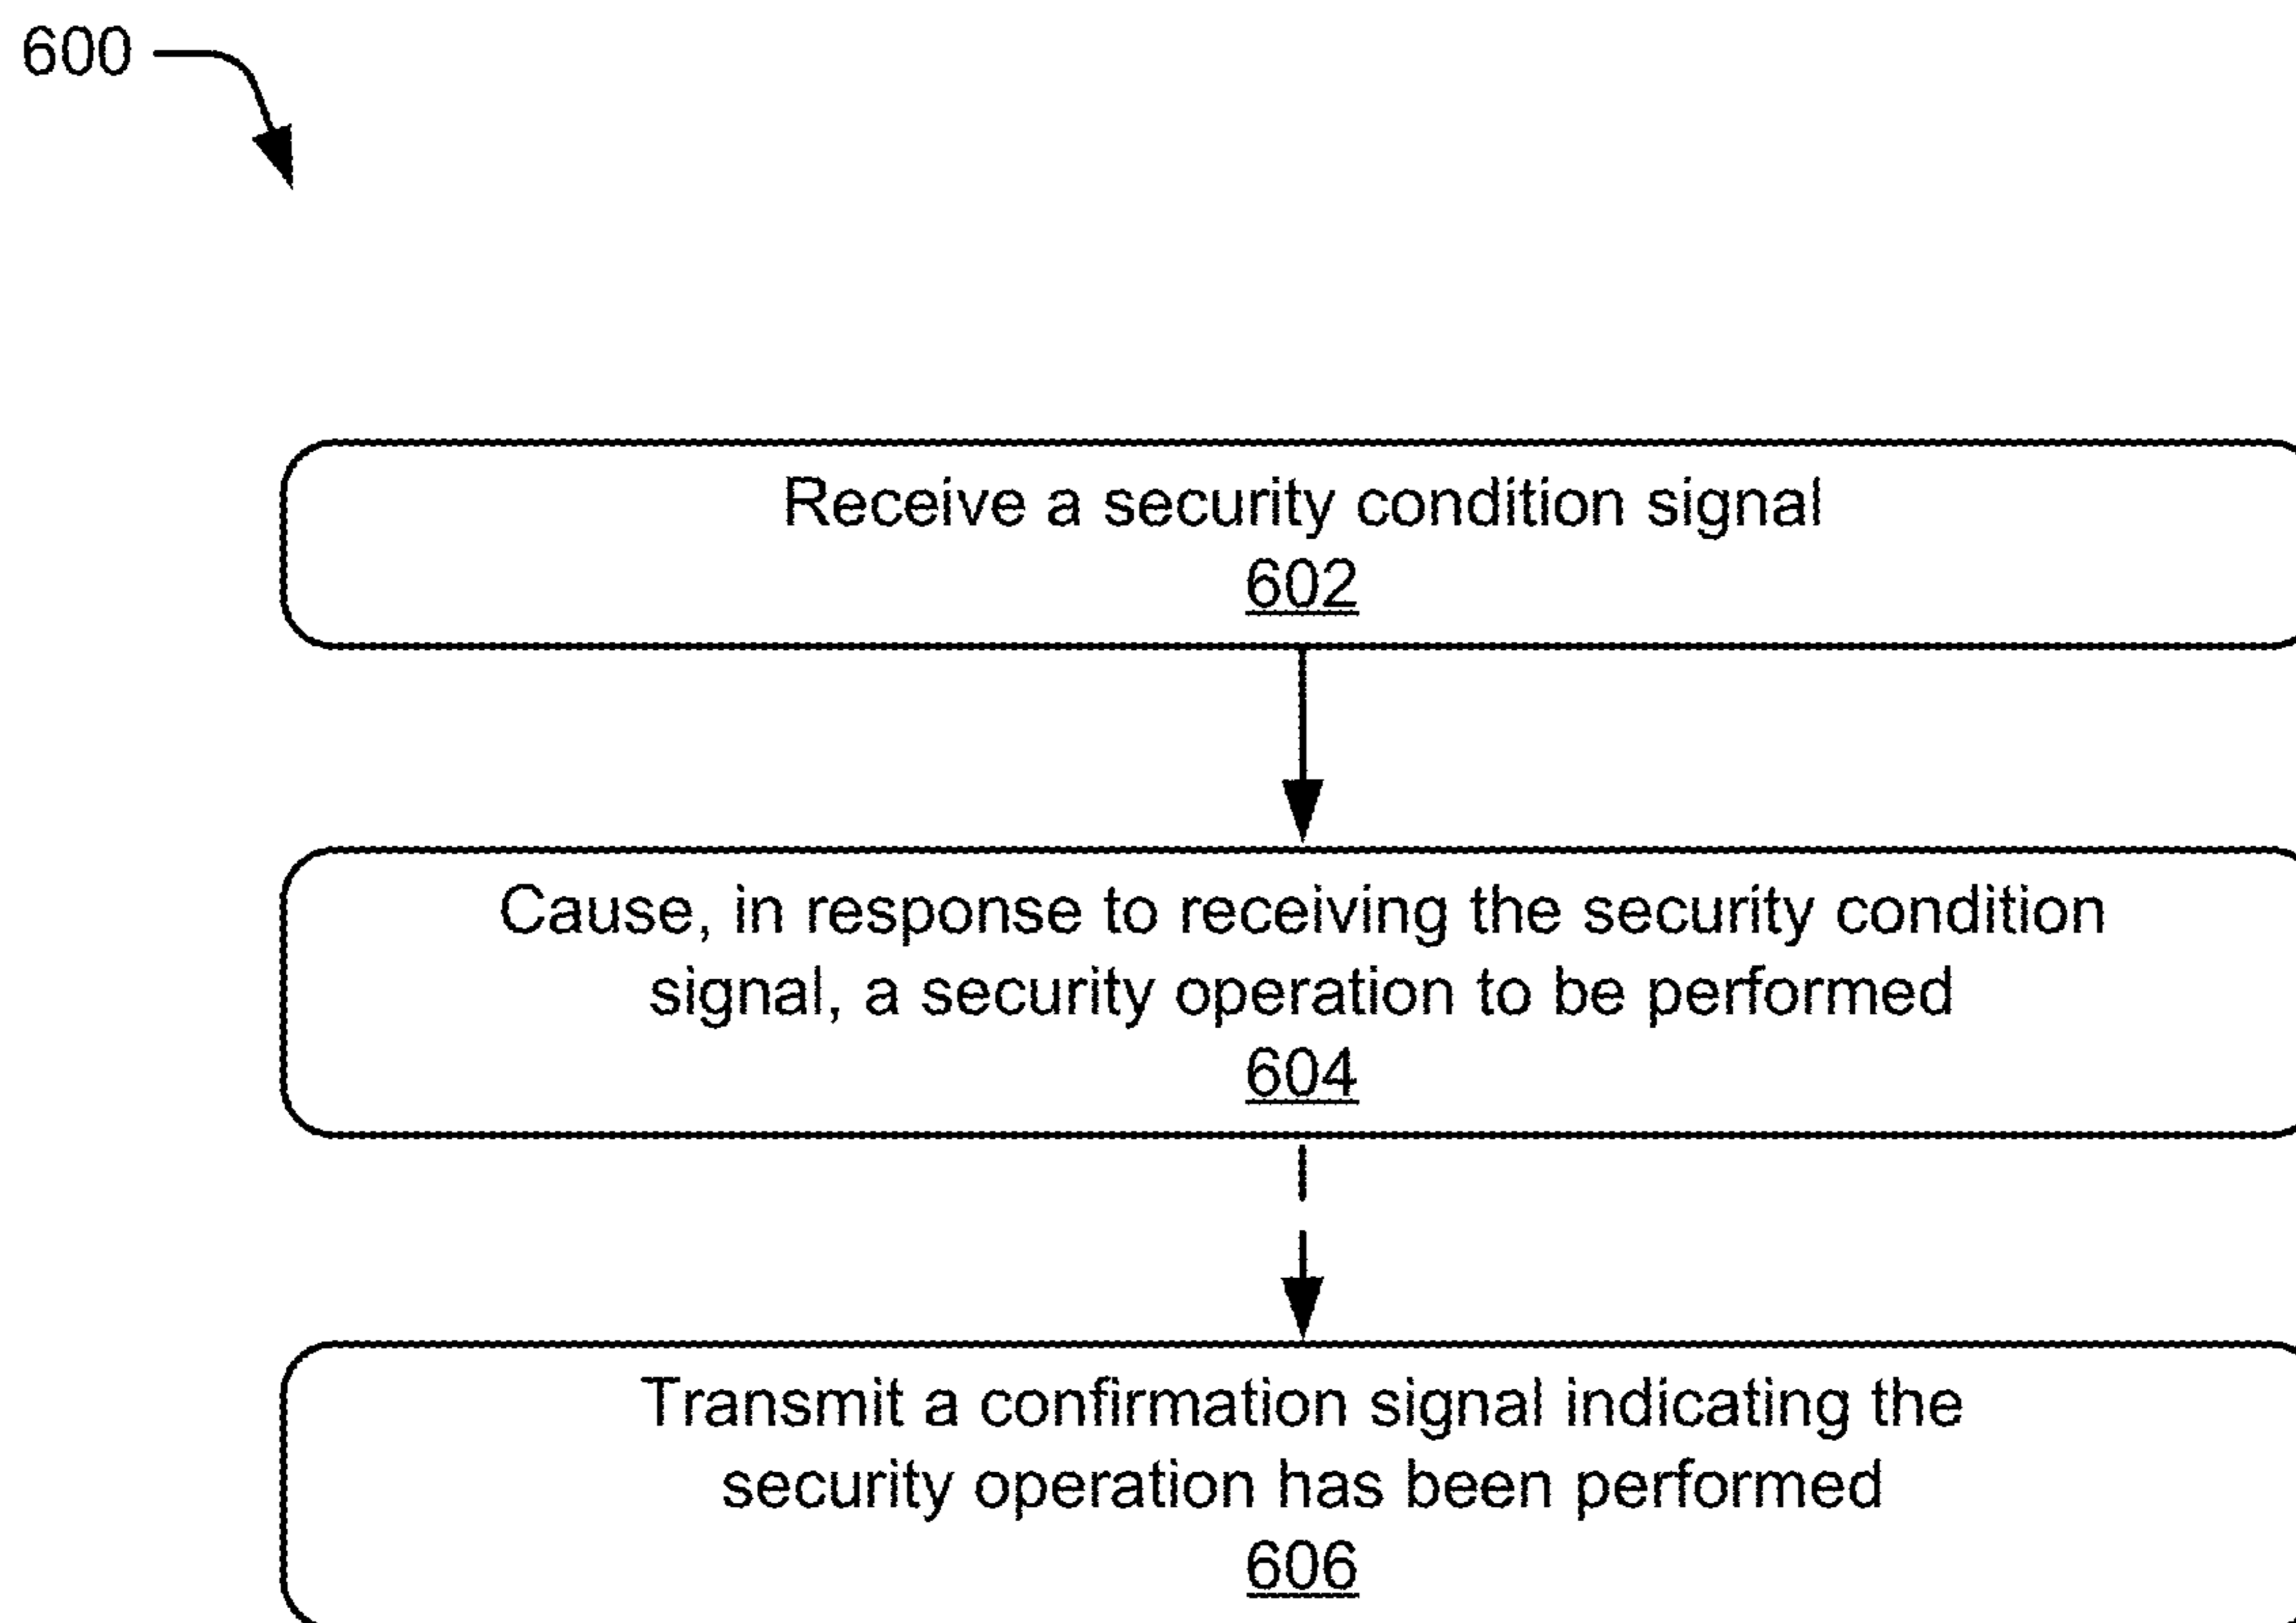 600
Receive a security condition signal
602
Cause, in response to receiving the security condition
signal, a security operation to be performed
604
Transmit a confirmation signal indicating the
security operation has been performed
606